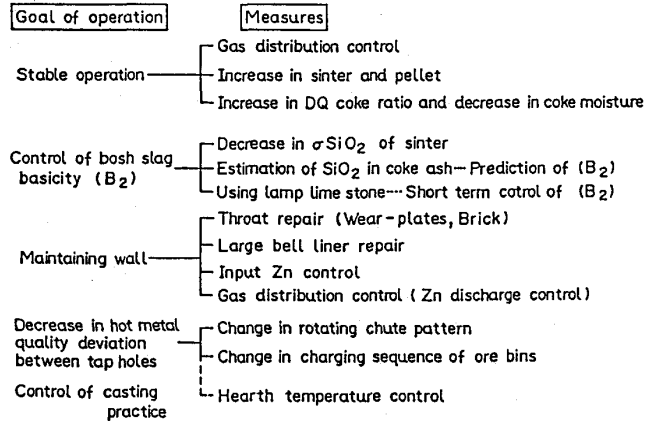 Goal of operation Measures
Gas distribution control
Stable operation Increase in sinter and pellet
Increase in DQ coke ratio and decrease in coke moisture
Decrease in σSiO₂ of sinter
Control of bosh slag
basicity (B₂)
Estimation of SiO₂ in coke ash-Prediction of (B₂)
Using lamp lime stone---Short term cotrol of (B₂)
Throat repair (Wear-plates, Brick)
Large bell liner repair
Maintaining wall
Input Zn control
Gas distribution control (Zn discharge control)
Decrease in hot metal
quality deviation
between tap holes
Change in rotating chute pattern
Change in charging sequence of ore bins
Control of casting
practice
Hearth temperature control